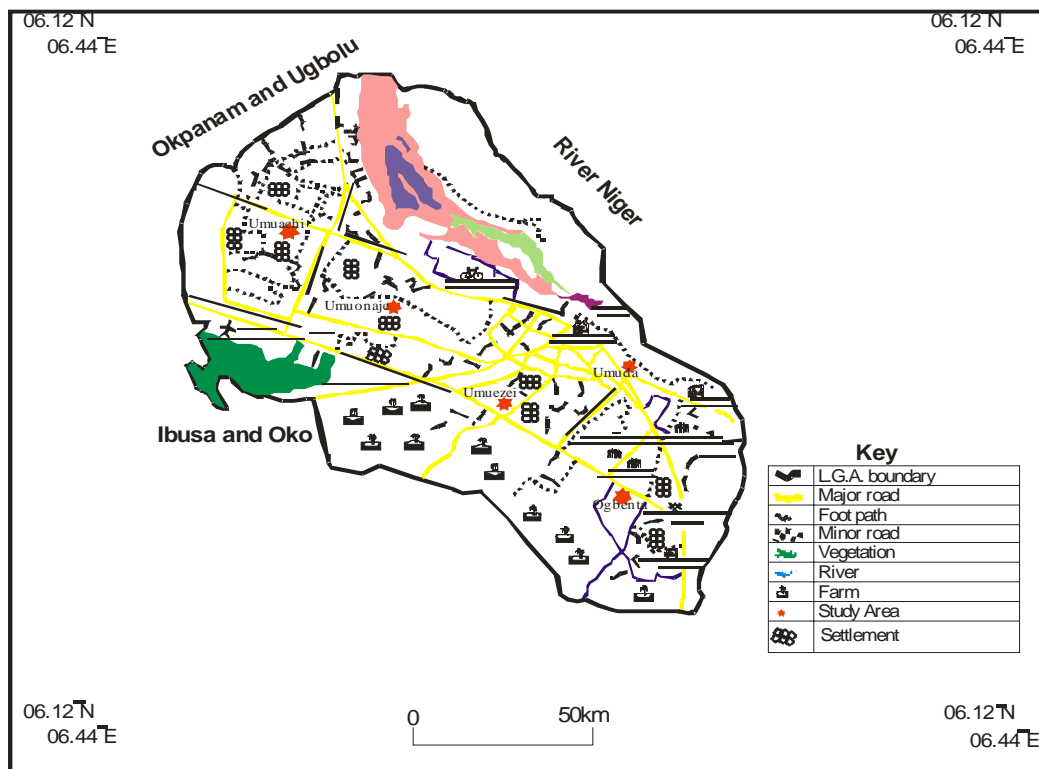 06.12 N
06.44 E
06.12 N
06.44 E
Okpanam and Ugbolu
River Niger
Umuachi
Umuonaje
Umuda
Umuezei
Ibusa and Oko
Ogbenta
Key
L.G.A. boundary
Major road
Foot path
Minor road
Vegetation
River
Farm
Study Area
Settlement
06.12 N
06.44 E
0
50km
06.12 N
06.44 E